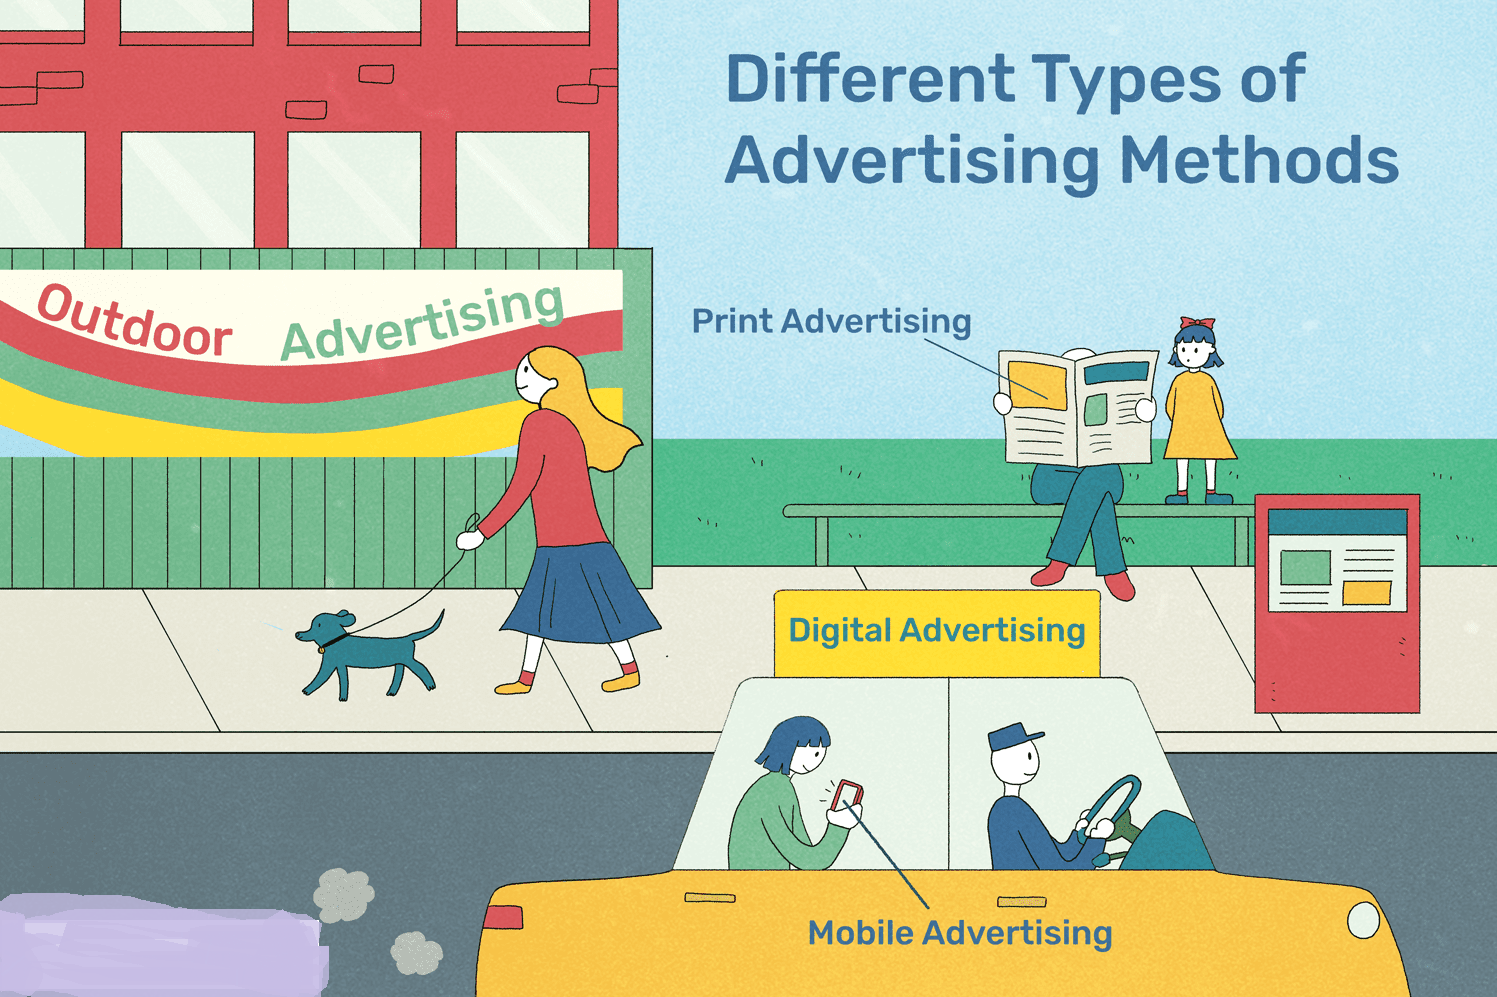 Different Types of
Advertising Methods
Outdoor Advertising
Print Advertising
Digital Advertising
Mobile Advertising